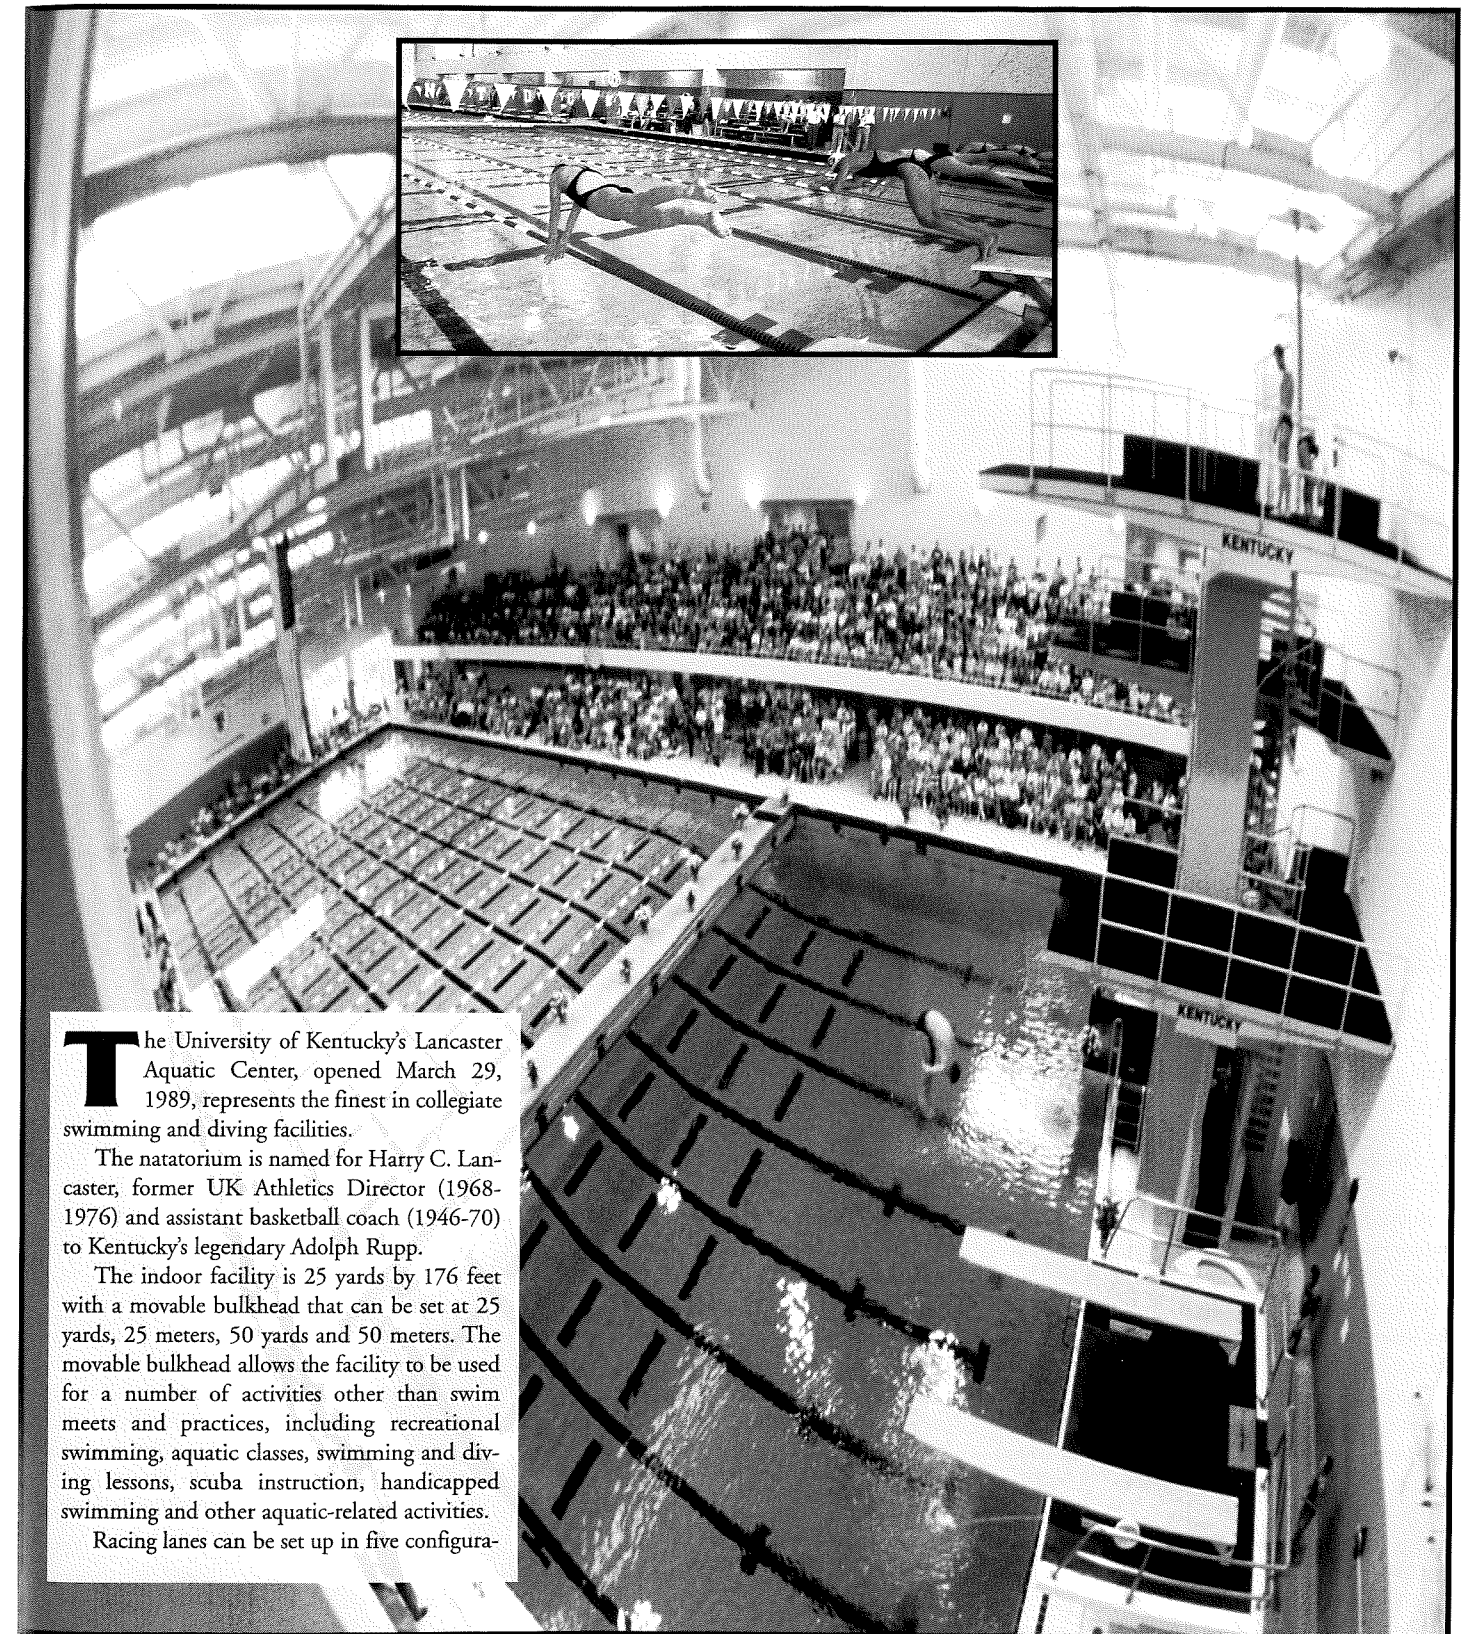 KENTUCKY
KENTUCKY
The University of Kentucky's Lancaster
Aquatic Center, opened March 29,
1989, represents the finest in collegiate
swimming and diving facilities.
The natatorium is named for Harry C. Lan-
caster, former UK Athletics Director (1968-
1976) and assistant basketball coach (1946-70)
to Kentucky's legendary Adolph Rupp.
The indoor facility is 25 yards by 176 feet
with a movable bulkhead that can be set at 25
yards, 25 meters, 50 yards and 50 meters. The
movable bulkhead allows the facility to be used
for a number of activities other than swim
meets and practices, including recreational
swimming, aquatic classes, swimming and div-
ing lessons, scuba instruction, handicapped
swimming and other aquatic-related activities.
Racing lanes can be set up in five configura-